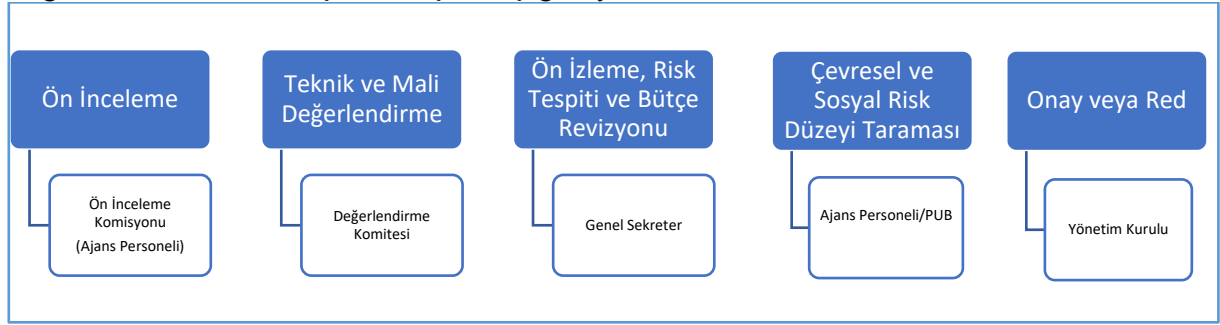 Ön İnceleme
Ön İnceleme
Komisyonu
(Ajans Personeli)
Teknik ve Mali
Değerlendirme
Değerlendirme
Komitesi
Ön İzleme, Risk
Tespiti ve Bütçe
Revizyonu
Genel Sekreter
Çevresel ve
Sosyal Risk
Düzeyi Taraması
Ajans Personeli/PUB
Onay veya Red
Yönetim Kurulu